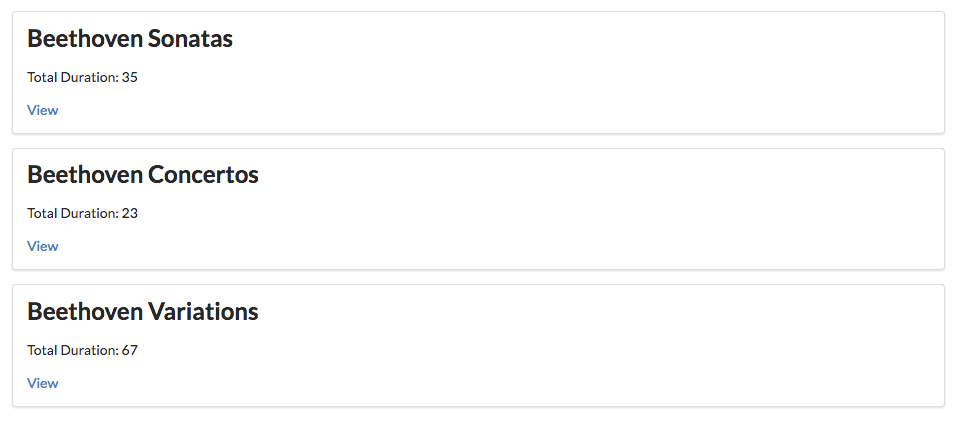 Beethoven Sonatas
Total Duration: 35
View
Beethoven Concertos
Total Duration: 23
View
Beethoven Variations
Total Duration: 67
View